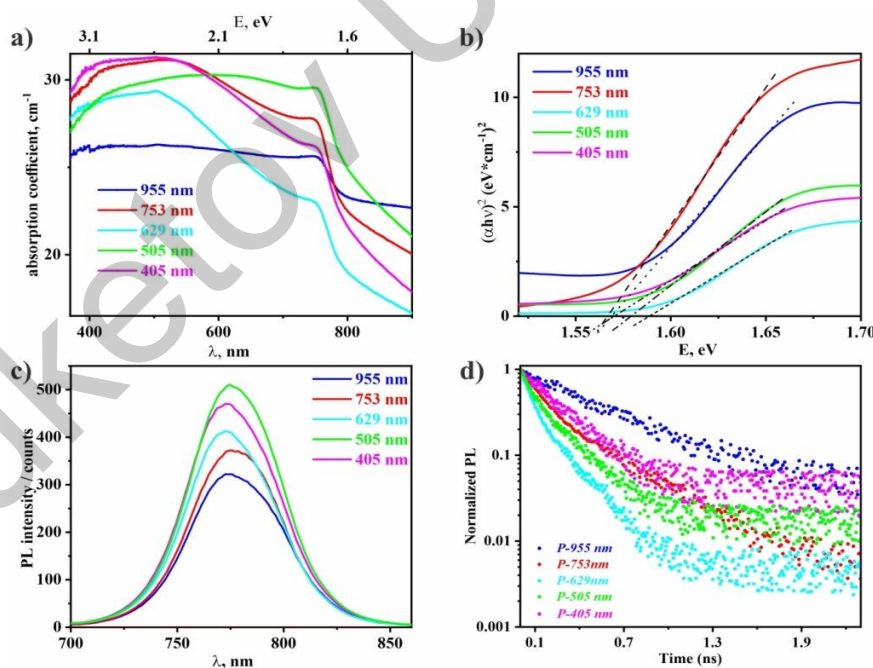 E, eV
a)
3.1 2.1 1.6
30
20
absorption coefficient, cm⁻¹
955 nm
753 nm
629 nm
505 nm
405 nm
400 600 800
λ, nm
b)
955 nm
753 nm
629 nm
505 nm
405 nm
10
5
0
(αhν)² (eV*cm⁻¹)²
1.55 1.60 1.65 1.70
E, eV
c)
955 nm
753 nm
629 nm
505 nm
405 nm
500
400
300
200
100
0
PL intensity / counts
700 750 800 850
λ, nm
d)
1
0.1
0.01
0.001
Normalized PL
P-955 nm
P-753nm
P-629nm
P-505 nm
P-405 nm
0.1 0.7 1.3 1.9
Time (ns)
uketov U